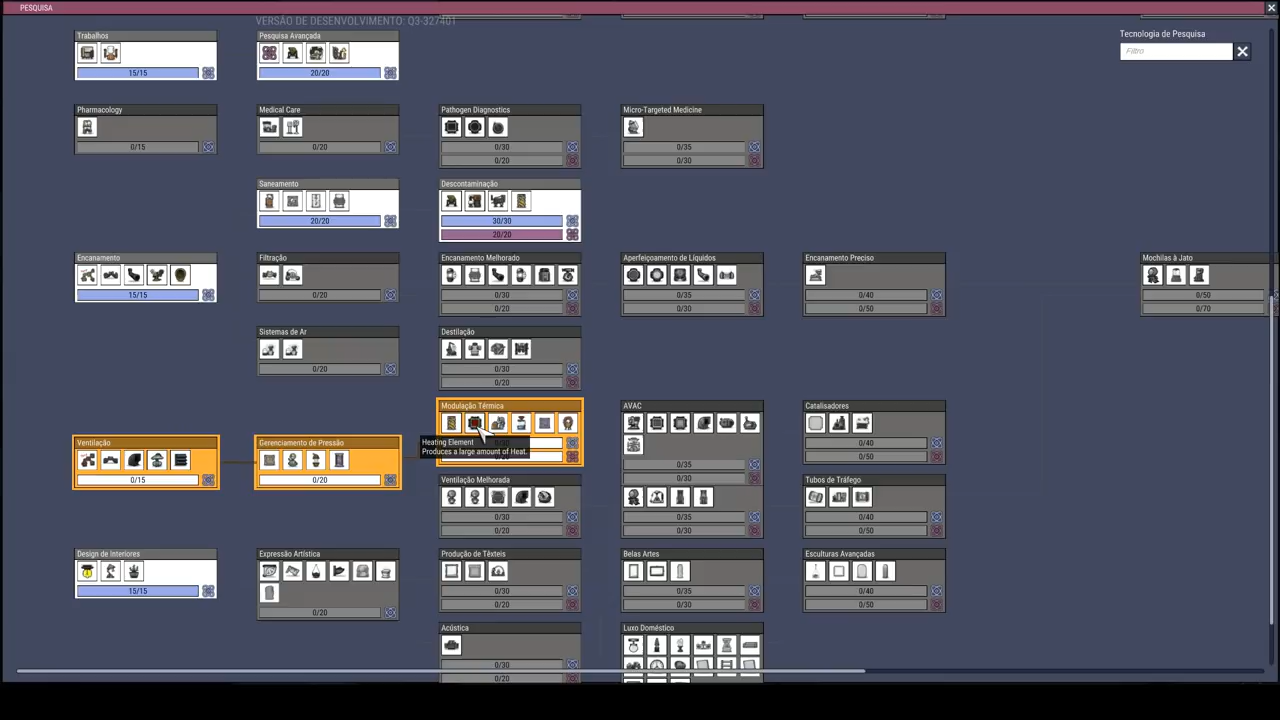 PESQUISA
VERSÃO DE DESENVOLVIMENTO: Q3-327401
Tecnologia de Pesquisa
Filtro
Trabalhos
Pesquisa Avançada
15/15
20/20
Pharmacology
Medical Care
Pathogen Diagnostics
Micro-Targeted Medicine
0/15
0/20
0/30
0/35
0/20
0/30
Saneamento
Descontaminação
20/20
30/30
20/20
Encanamento
Filtração
Encanamento Melhorado
Aperfeiçoamento de Líquidos
Encanamento Preciso
Mochilas à Jato
15/15
0/20
0/30
0/35
0/40
0/50
0/20
0/30
0/50
0/70
Sistemas de Ar
Destilação
0/20
0/30
0/20
Modulação Térmica
AVAC
Catalisadores
Ventilação
Gerenciamento de Pressão
Heating Element
Produces a large amount of Heat.
0/40
0/50
0/35
0/30
0/15
0/20
Ventilação Melhorada
Tubos de Tráfego
0/30
0/35
0/40
0/20
0/30
0/50
Design de Interiores
Expressão Artística
Produção de Têxteis
Belas Artes
Esculturas Avançadas
15/15
0/20
0/30
0/35
0/40
0/20
0/30
0/50
Acústica
Luxo Doméstico
0/30
0/20